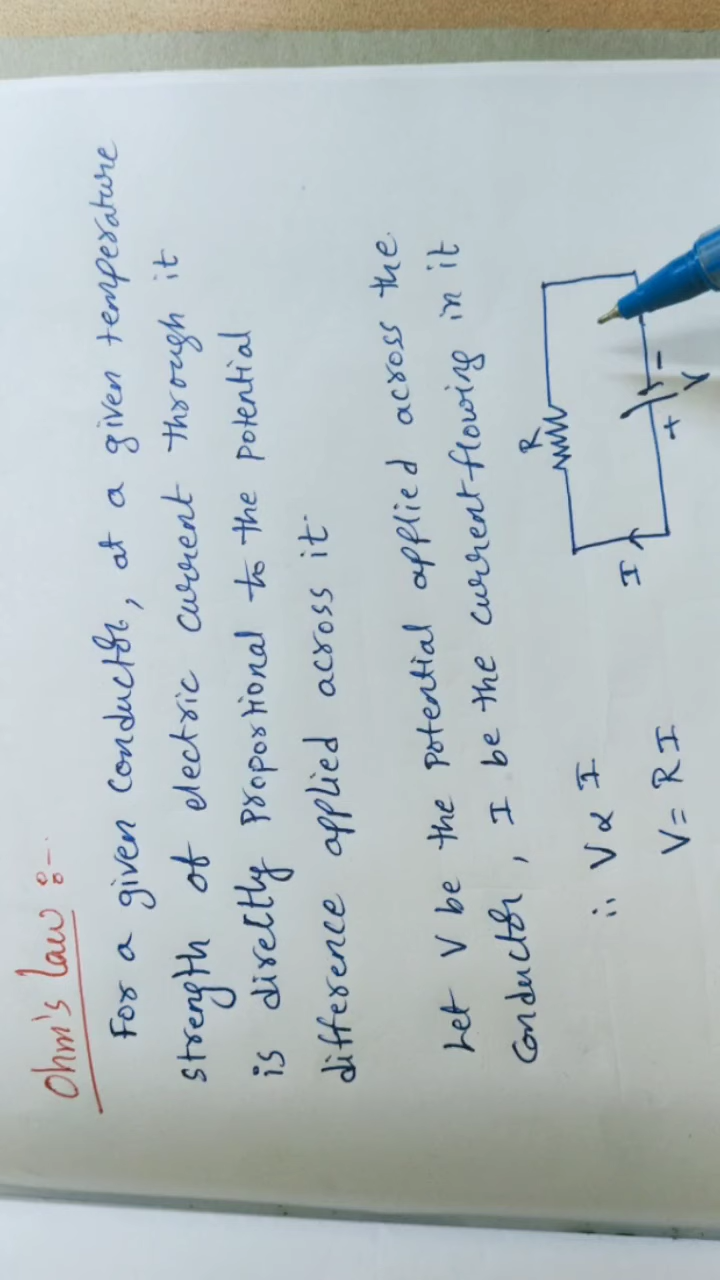 Ohm's law :-
For a given conductor, at a given temperature
strength of electric current through it
is directly proportional to the potential
difference applied across it.
Let V be the potential applied across the
conductor, I be the current flowing in it
∴ V ∝ I
V = RI
R
I
+ -
V